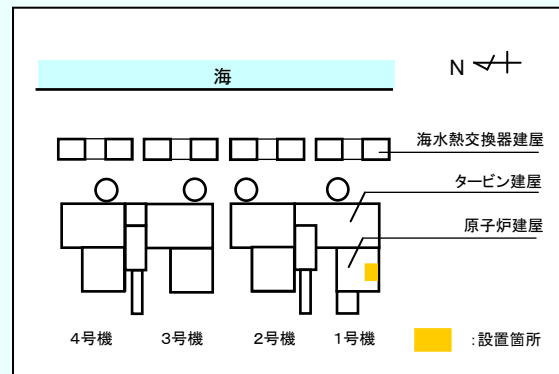 海
N
海水熱交換器建屋
タービン建屋
原子炉建屋
4号機 3号機 2号機 1号機 :設置箇所